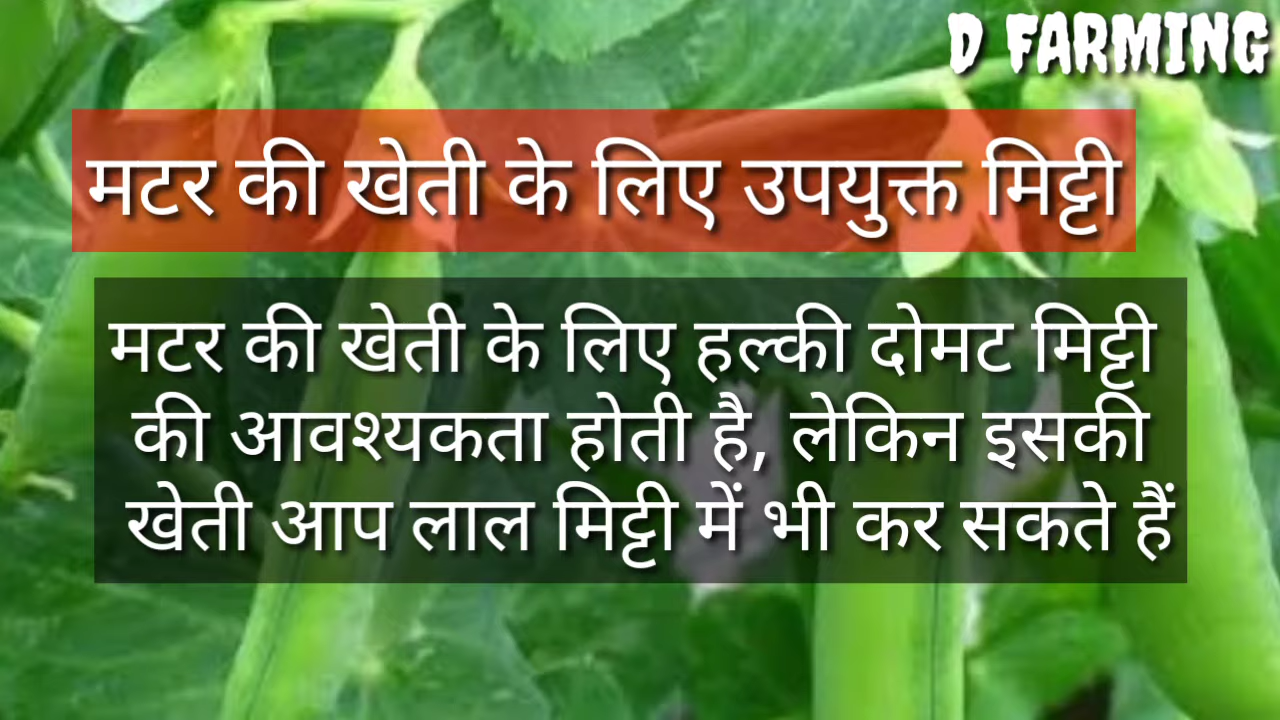 D FARMING
मटर की खेती के लिए उपयुक्त मिट्टी
मटर की खेती के लिए हल्की दोमट मिट्टी
की आवश्यकता होती है, लेकिन इसकी
खेती आप लाल मिट्टी में भी कर सकते हैं